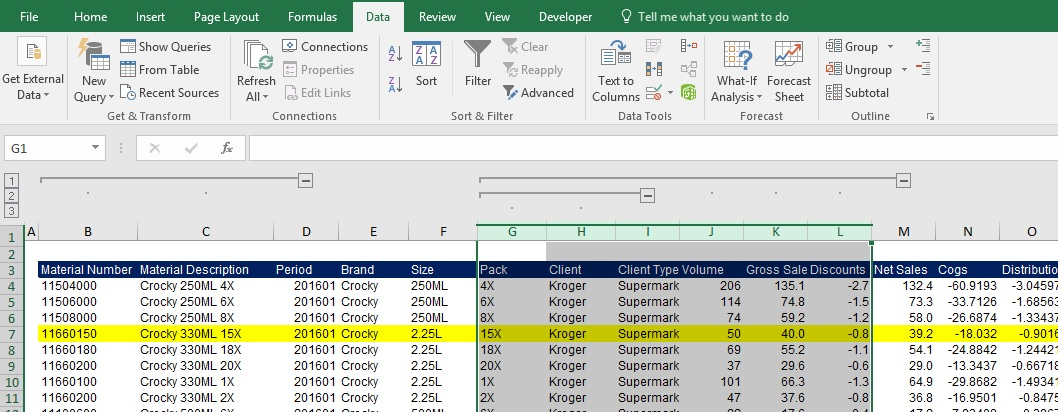 File Home Insert Page Layout Formulas Data Review View Developer Tell me what you want to do
Get External Data
New Query
Show Queries
From Table
Recent Sources
Get & Transform
Refresh All
Connections
Properties
Edit Links
Connections
Sort
Filter
Clear
Reapply
Advanced
Sort & Filter
Text to Columns
Data Tools
What-If Analysis
Forecast Sheet
Forecast
Group
Ungroup
Subtotal
Outline
G1 fx
1
2
3
A B C D E F G H I J K L M N O
1
2
3 Material Number Material Description Period Brand Size Pack Client Client Type Volume Gross Sale Discounts Net Sales Cogs Distributio
4 11504000 Crocky 250ML 4X 201601 Crocky 250ML 4X Kroger Supermark 206 135.1 -2.7 132.4 -60.9193 -3.04597
5 11506000 Crocky 250ML 6X 201601 Crocky 250ML 6X Kroger Supermark 114 74.8 -1.5 73.3 -33.7126 -1.68563
6 11508000 Crocky 250ML 8X 201601 Crocky 250ML 8X Kroger Supermark 74 59.2 -1.2 58.0 -26.6874 -1.33437
7 11660150 Crocky 330ML 15X 201601 Crocky 2.25L 15X Kroger Supermark 50 40.0 -0.8 39.2 -18.032 -0.9016
8 11660180 Crocky 330ML 18X 201601 Crocky 2.25L 18X Kroger Supermark 69 55.2 -1.1 54.1 -24.8842 -1.24421
9 11660200 Crocky 330ML 20X 201601 Crocky 2.25L 20X Kroger Supermark 37 29.6 -0.6 29.0 -13.3437 -0.66718
10 11660100 Crocky 330ML 1X 201601 Crocky 2.25L 1X Kroger Supermark 101 66.3 -1.3 64.9 -29.8682 -1.49341
11 11660200 Crocky 330ML 2X 201601 Crocky 2.25L 2X Kroger Supermark 47 37.6 -0.8 36.8 -16.9501 -0.8475